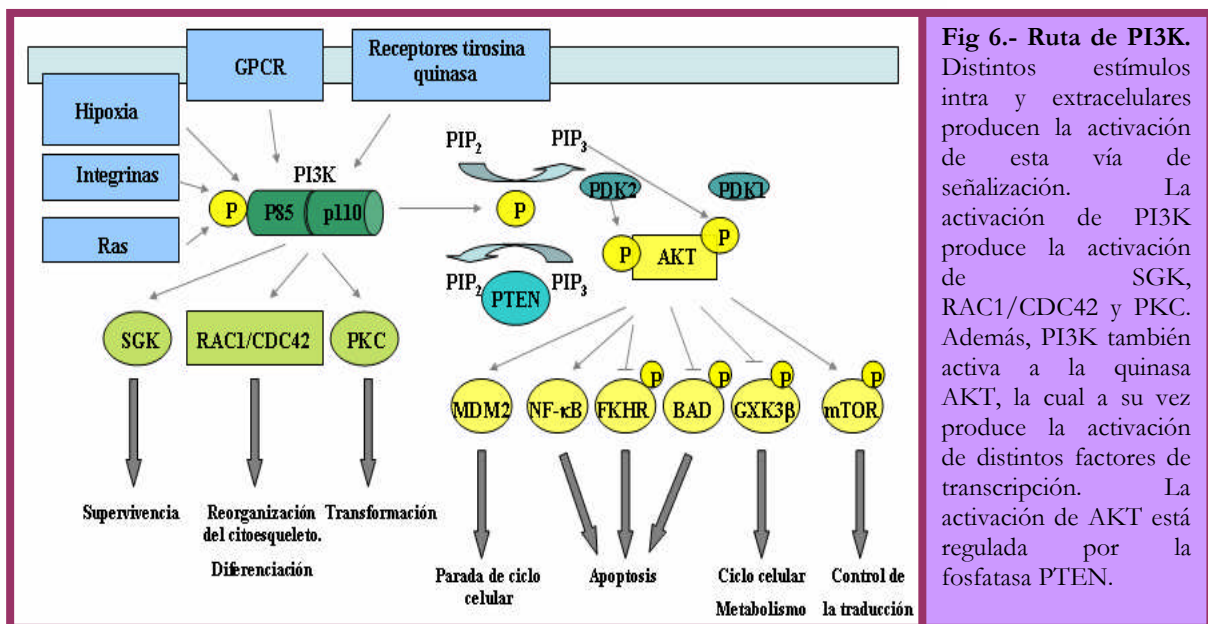 GPCR
Receptores tirosina
quinasa
Hipoxia
Integrinas
Ras
PI3K
P
P85
p110
PIP2
PIP3
P
PDK2
PDK1
P
AKT
P
PIP2
PTEN
PIP3
SGK
RAC1/CDC42
PKC
MDM2
NF-κB
FKHR
P
BAD
P
GXK3β
P
mTOR
P
Supervivencia
Reorganización
del citoesqueleto.
Diferenciación
Transformación
Parada de ciclo
celular
Apoptosis
Ciclo celular
Metabolismo
Control de
la traducción
Fig 6.- Ruta de PI3K.
Distintos estímulos
intra y extracelulares
producen la activación
de esta vía de
señalización. La
activación de PI3K
produce la activación
de SGK,
RAC1/CDC42 y PKC.
Además, PI3K también
activa a la quinasa
AKT, la cual a su vez
produce la activación
de distintos factores de
transcripción. La
activación de AKT está
regulada por la
fosfatasa PTEN.